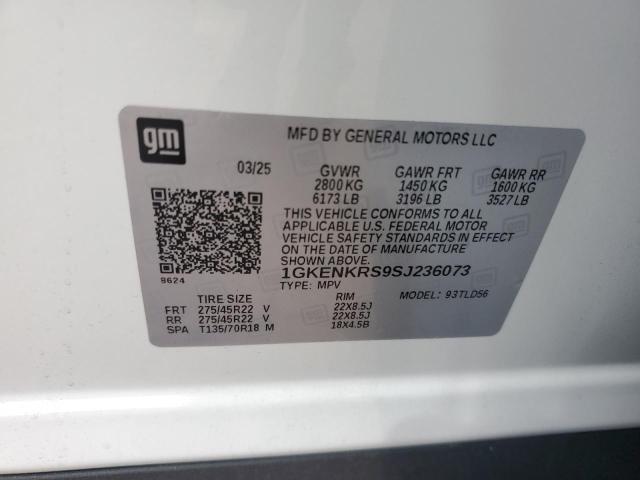 gm
MFD BY GENERAL MOTORS LLC
03/25 GVWR GAWR FRT GAWR RR
2800 KG 1450 KG 1600 KG
6173 LB 3196 LB 3527 LB
THIS VEHICLE CONFORMS TO ALL
APPLICABLE U.S. FEDERAL MOTOR
VEHICLE SAFETY STANDARDS IN EFFECT
ON THE DATE OF MANUFACTURE
SHOWN ABOVE.
1GKENKRS9SJ236073
8624
TYPE: MPV MODEL: 93TLD56
TIRE SIZE RIM
FRT 275/45R22 V 22X8.5J
RR 275/45R22 V 22X8.5J
SPA T135/70R18 M 18X4.5B